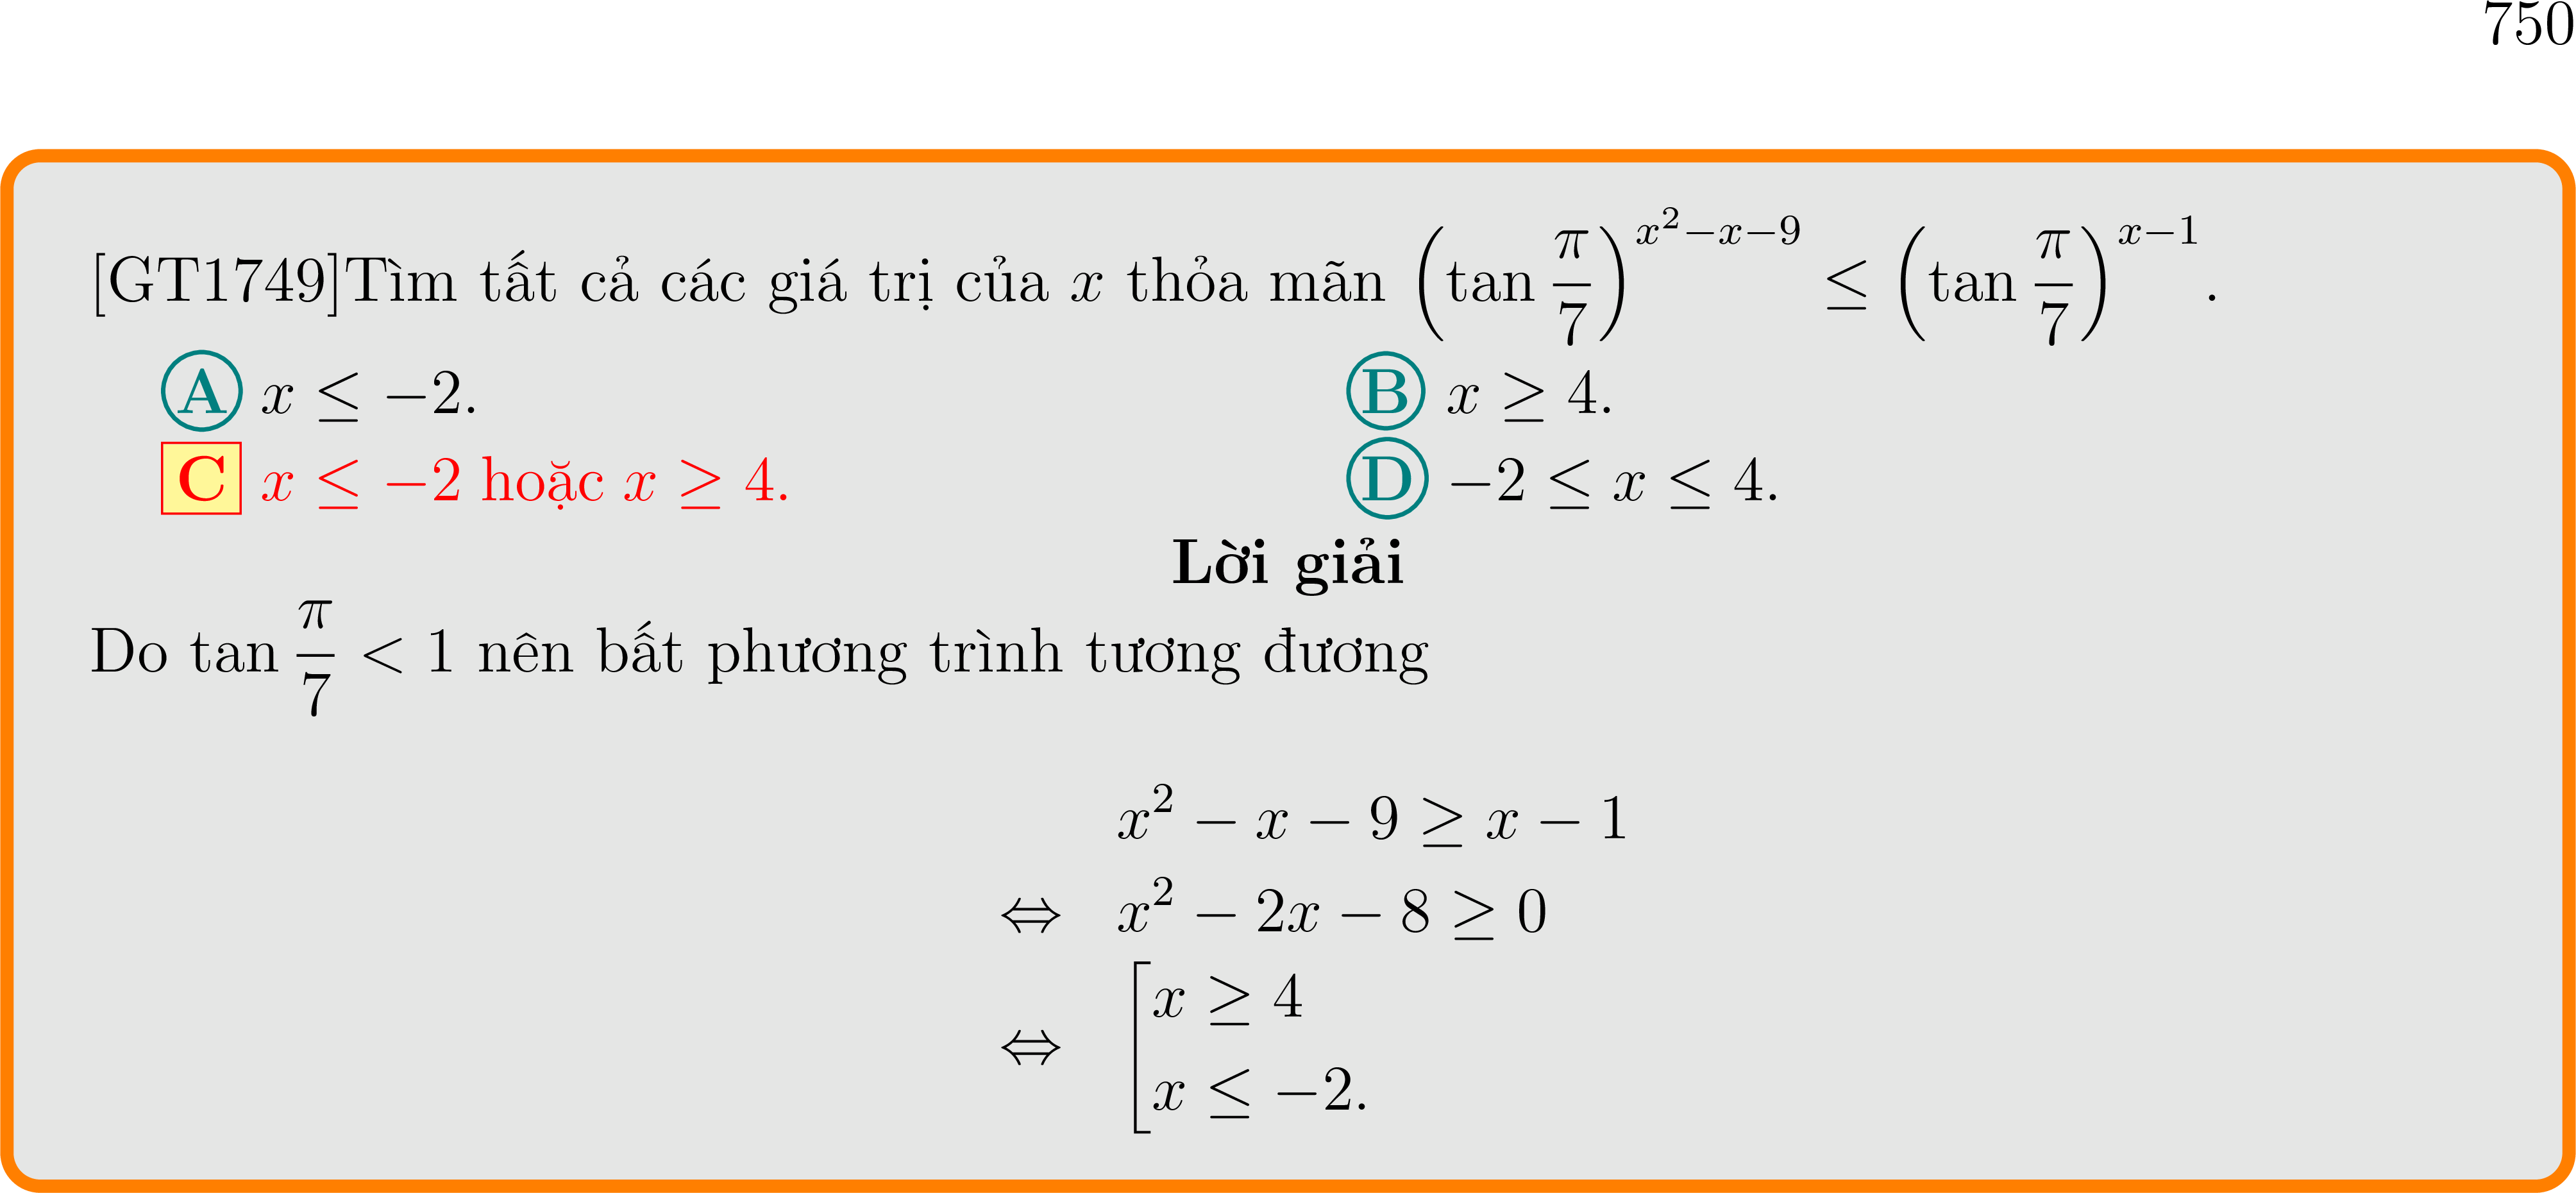 750
[GT1749]Tìm tất cả các giá trị của $x$ thỏa mãn $\left(\tan\dfrac{\pi}{7}\right)^{x^2-x-9} \leq \left(\tan\dfrac{\pi}{7}\right)^{x-1}$.
A $x \leq -2$. B $x \geq 4$.
C $x \leq -2$ hoặc $x \geq 4$. D $-2 \leq x \leq 4$.
Lời giải
Do $\tan\dfrac{\pi}{7} < 1$ nên bất phương trình tương đương
$x^2 - x - 9 \geq x - 1$
$\Leftrightarrow x^2 - 2x - 8 \geq 0$
$\Leftrightarrow \left[\begin{array}{l} x \geq 4 \\ x \leq -2. \end{array}\right.$